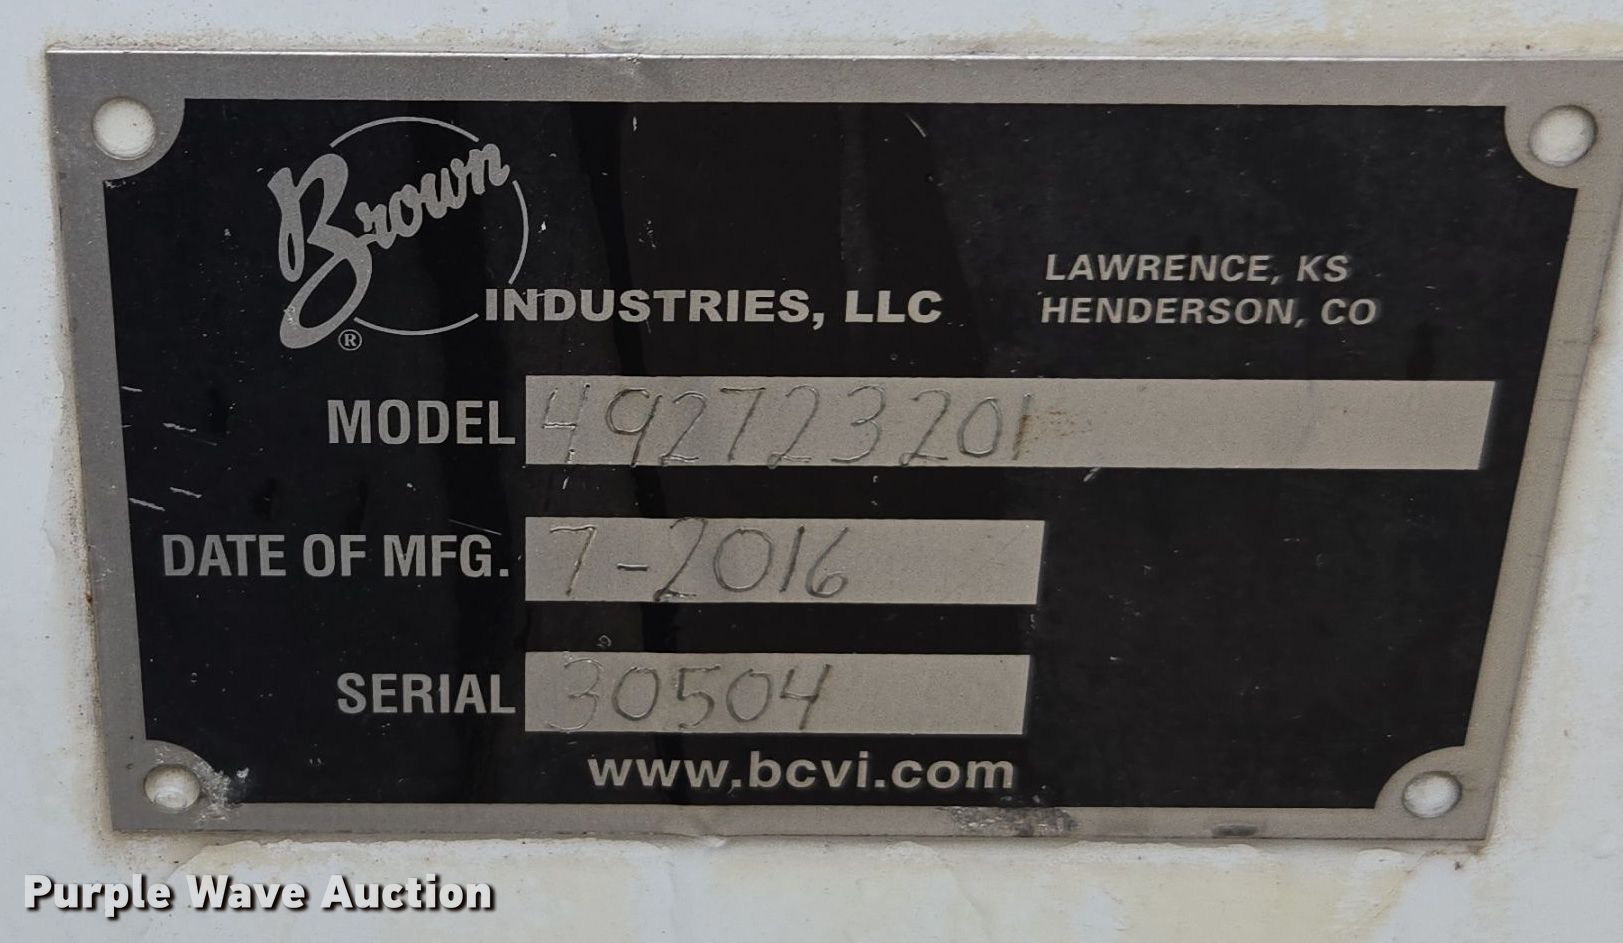 Brown
®
INDUSTRIES, LLC
LAWRENCE, KS
HENDERSON, CO
MODEL 492723201
DATE OF MFG. 7-2016
SERIAL 30504
www.bcvi.com
Purple Wave Auction